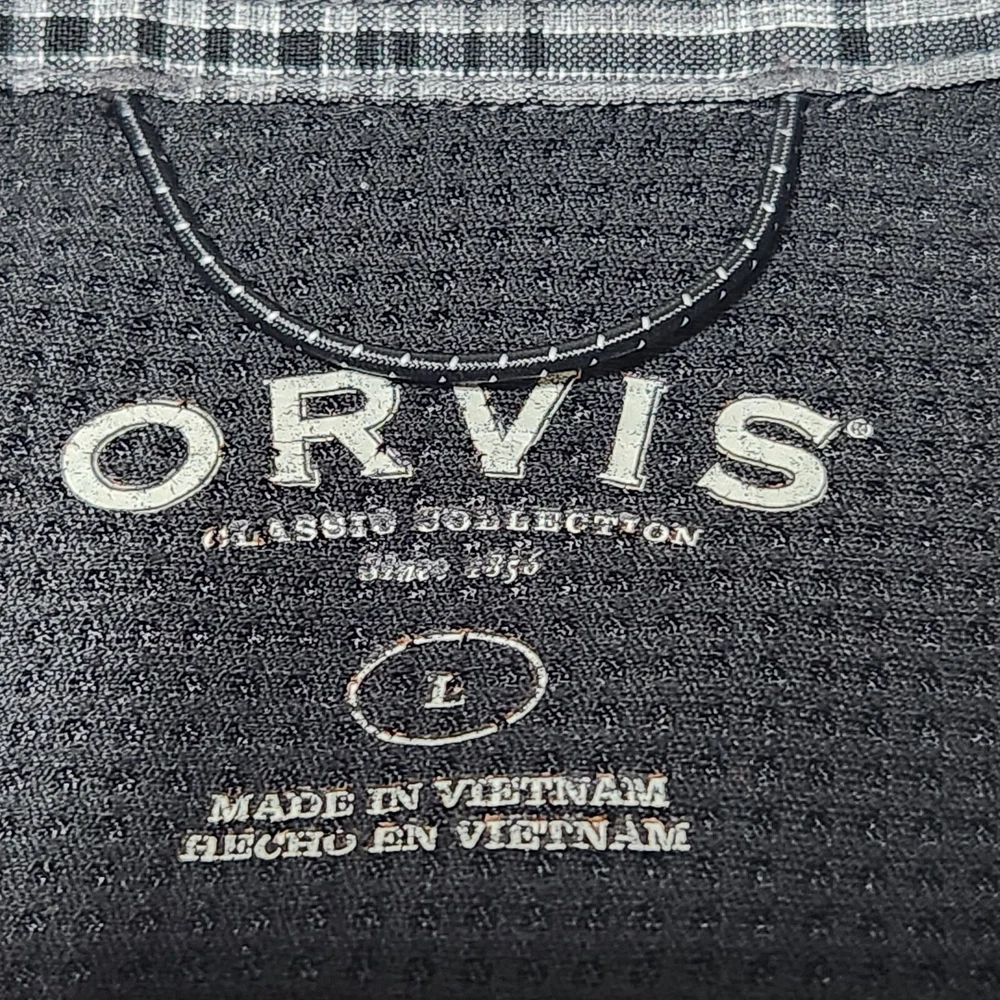 ORVIS®
CLASSIC COLLECTION
Since 1856
L
MADE IN VIETNAM
HECHO EN VIETNAM